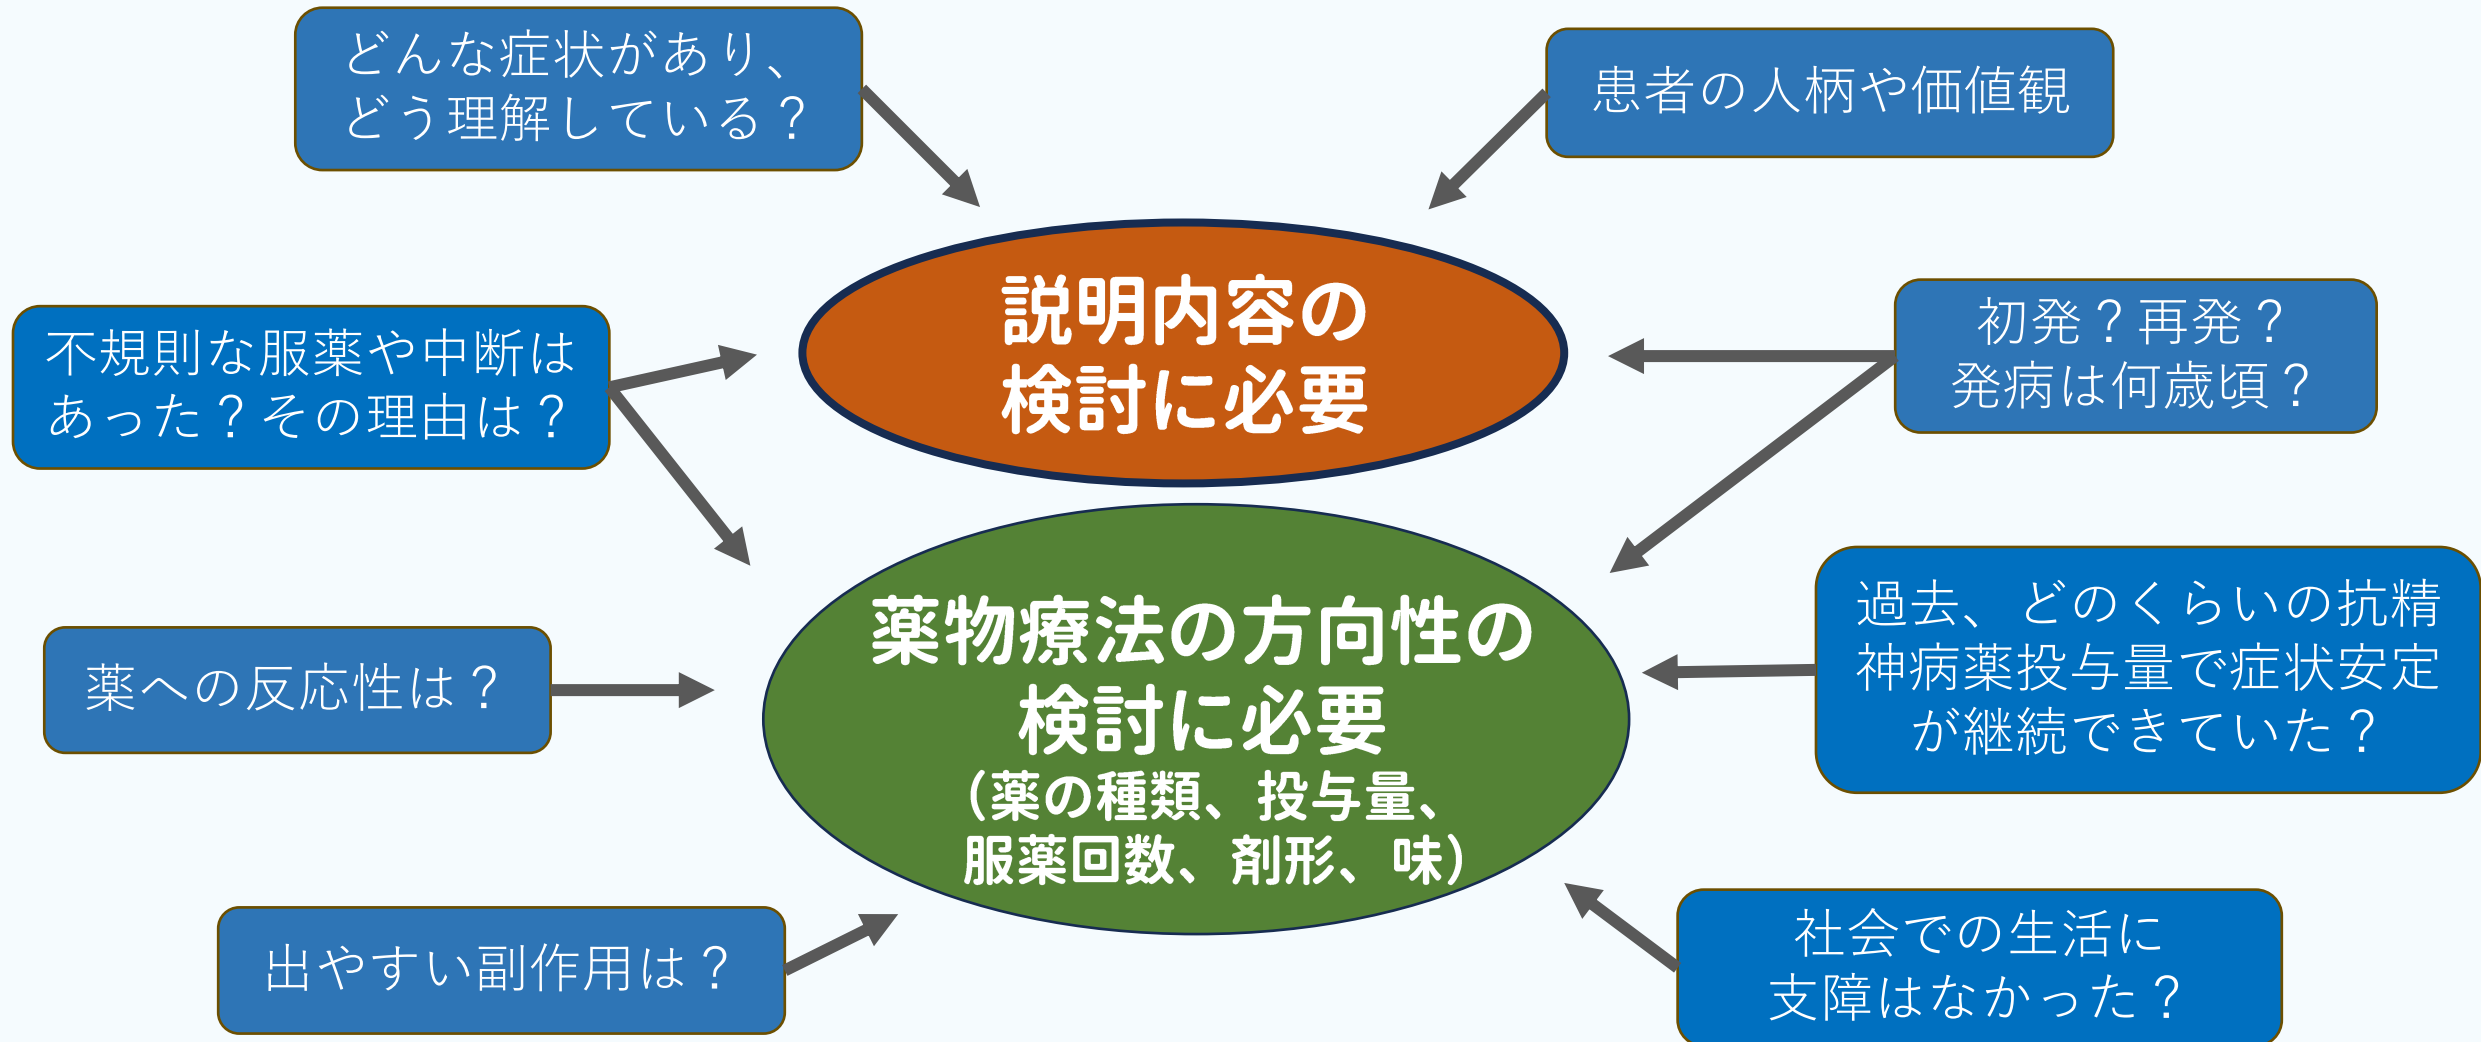 どんな症状があり、
どう理解している？
患者の人柄や価値観
説明内容の
検討に必要
不規則な服薬や中断は
あった？その理由は？
初発？再発？
発病は何歳頃？
薬物療法の方向性の
検討に必要
（薬の種類、投与量、
服薬回数、剤形、味）
薬への反応性は？
過去、どのくらいの抗精
神病薬投与量で症状安定
が継続できていた？
出やすい副作用は？
社会での生活に
支障はなかった？